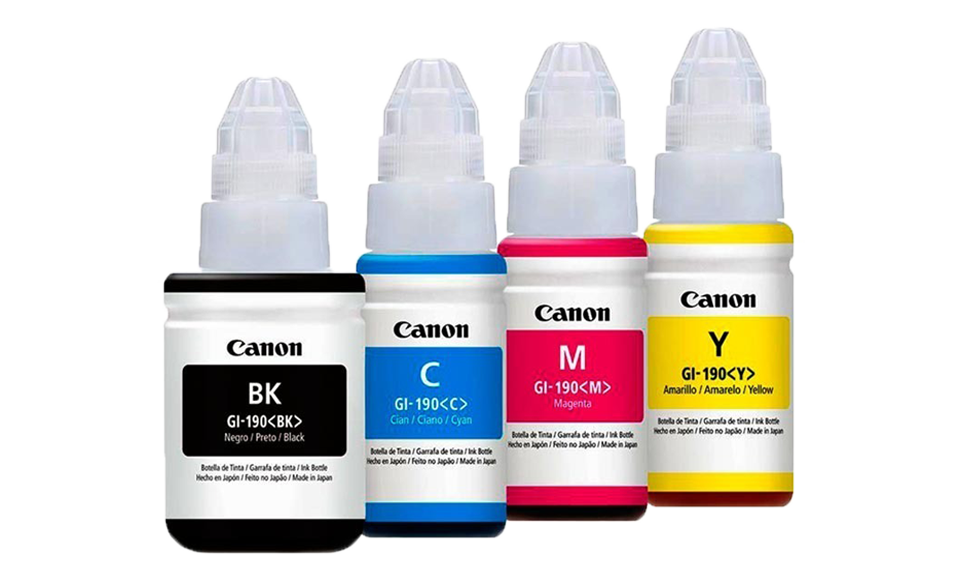 Canon
BK
GI-190<BK>
Negro / Preto / Black
Botella de Tinta / Garrafa de tinta / Ink Bottle
Hecho en Japón / Feito no Japão / Made in Japan
Canon
C
GI-190<C>
Cian / Ciano / Cyan
Botella de Tinta / Garrafa de tinta / Ink Bottle
Hecho en Japón / Feito no Japão / Made in Japan
Canon
M
GI-190<M>
Magenta
Botella de Tinta / Garrafa de tinta / Ink Bottle
Hecho en Japón / Feito no Japão / Made in Japan
Canon
Y
GI-190<Y>
Amarillo / Amarelo / Yellow
Botella de Tinta / Garrafa de tinta / Ink Bottle
Hecho en Japón / Feito no Japão / Made in Japan